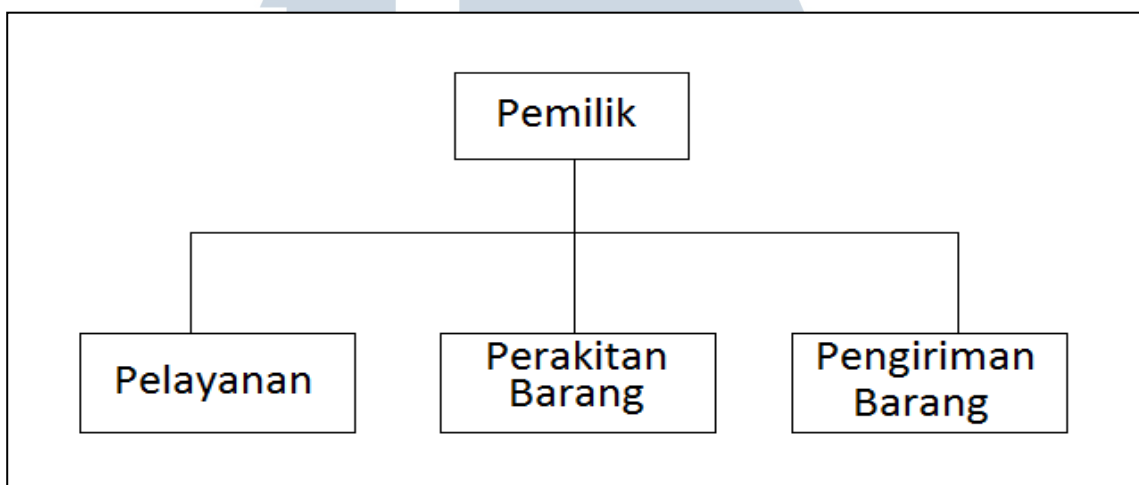 Pemilik
Pelayanan
Perakitan
Barang
Pengiriman
Barang